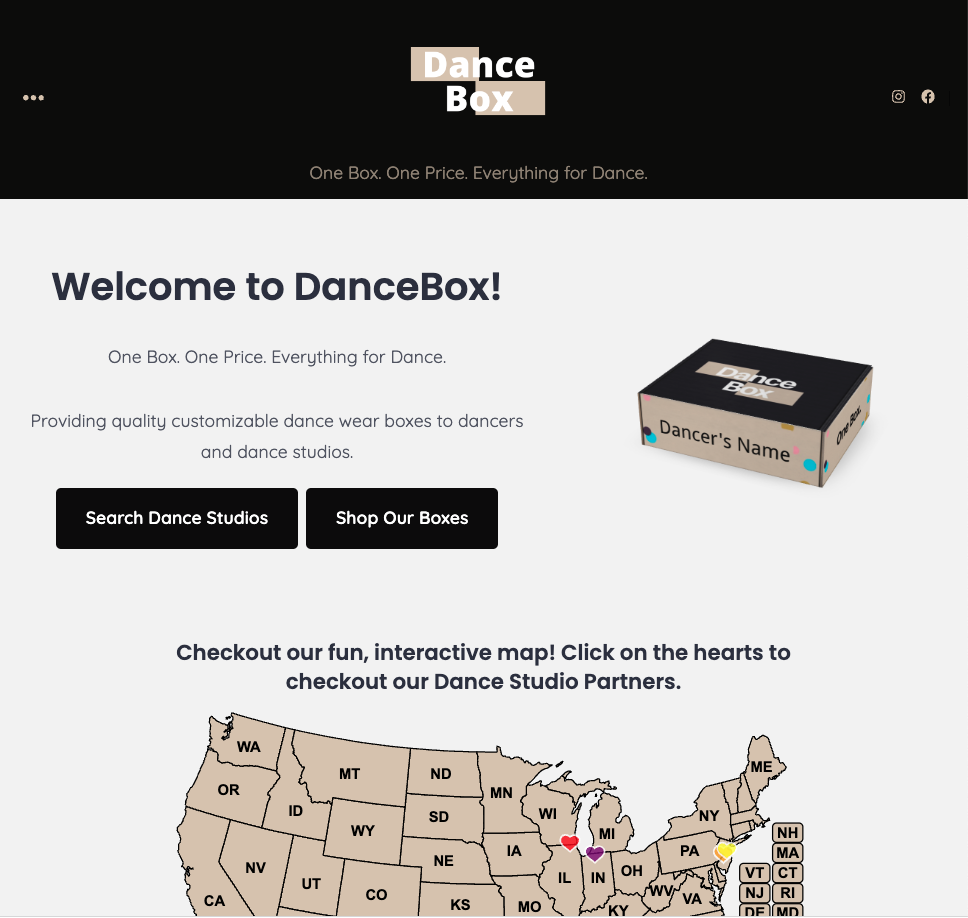 Dance
Box
One Box. One Price. Everything for Dance.
Welcome to DanceBox!
One Box. One Price. Everything for Dance.
Providing quality customizable dance wear boxes to dancers
and dance studios.
Search Dance Studios
Shop Our Boxes
Dance
Box
Dancer's Name
One Box.
Checkout our fun, interactive map! Click on the hearts to
checkout our Dance Studio Partners.
WA
MT
ND
MN
ME
OR
ID
SD
WI
MI
NY
WY
NH
NE
IA
PA
MA
NV
UT
CO
IL
IN
OH
VT
CT
CA
KS
MO
KY
WV
VA
NJ
RI
DE
MD